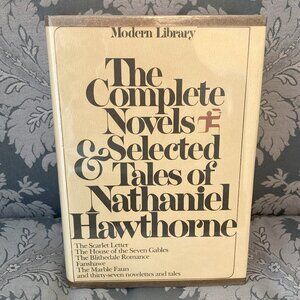 Modern Library
The
Complete
Novels
& Selected
Tales of
Nathaniel
Hawthorne
The Scarlet Letter
The House of the Seven Gables
The Blithedale Romance
Fanshawe
The Marble Faun
and thirty-seven novelettes and tales